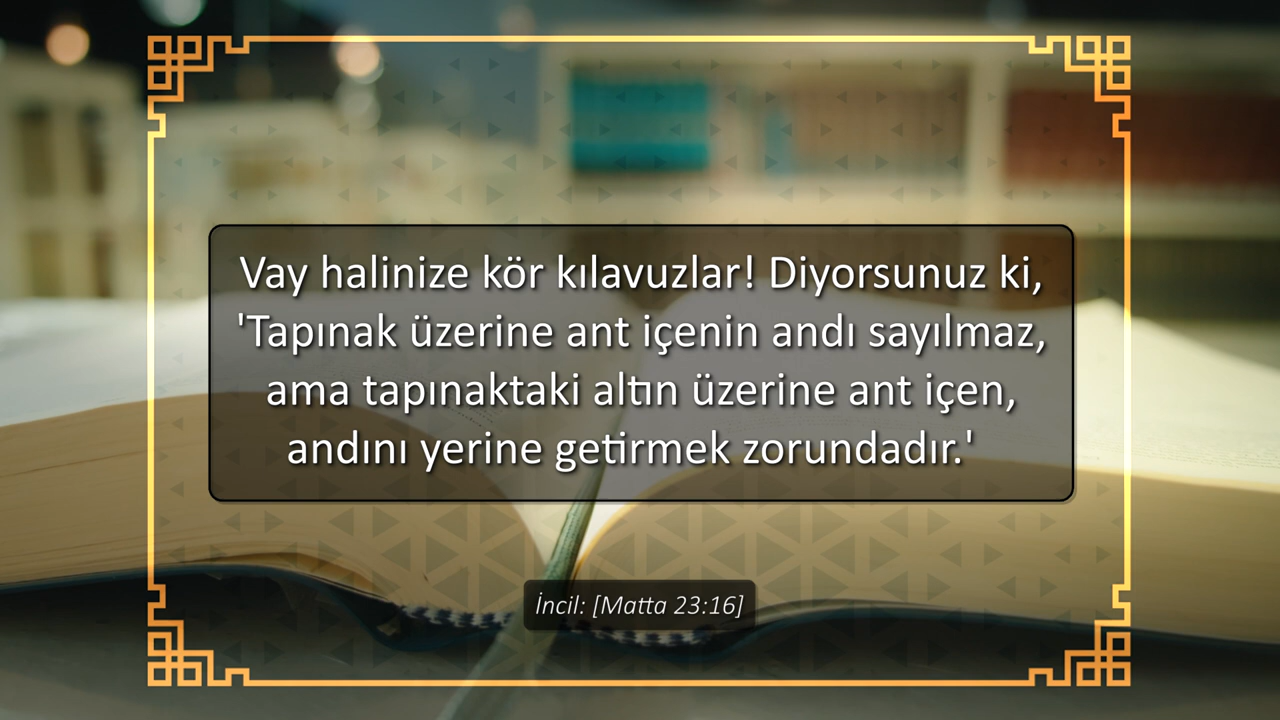 Vay halinize kör kılavuzlar! Diyorsunuz ki,
'Tapınak üzerine ant içenin andı sayılmaz,
ama tapınaktaki altın üzerine ant içen,
andını yerine getirmek zorundadır.'
İncil: [Matta 23:16]